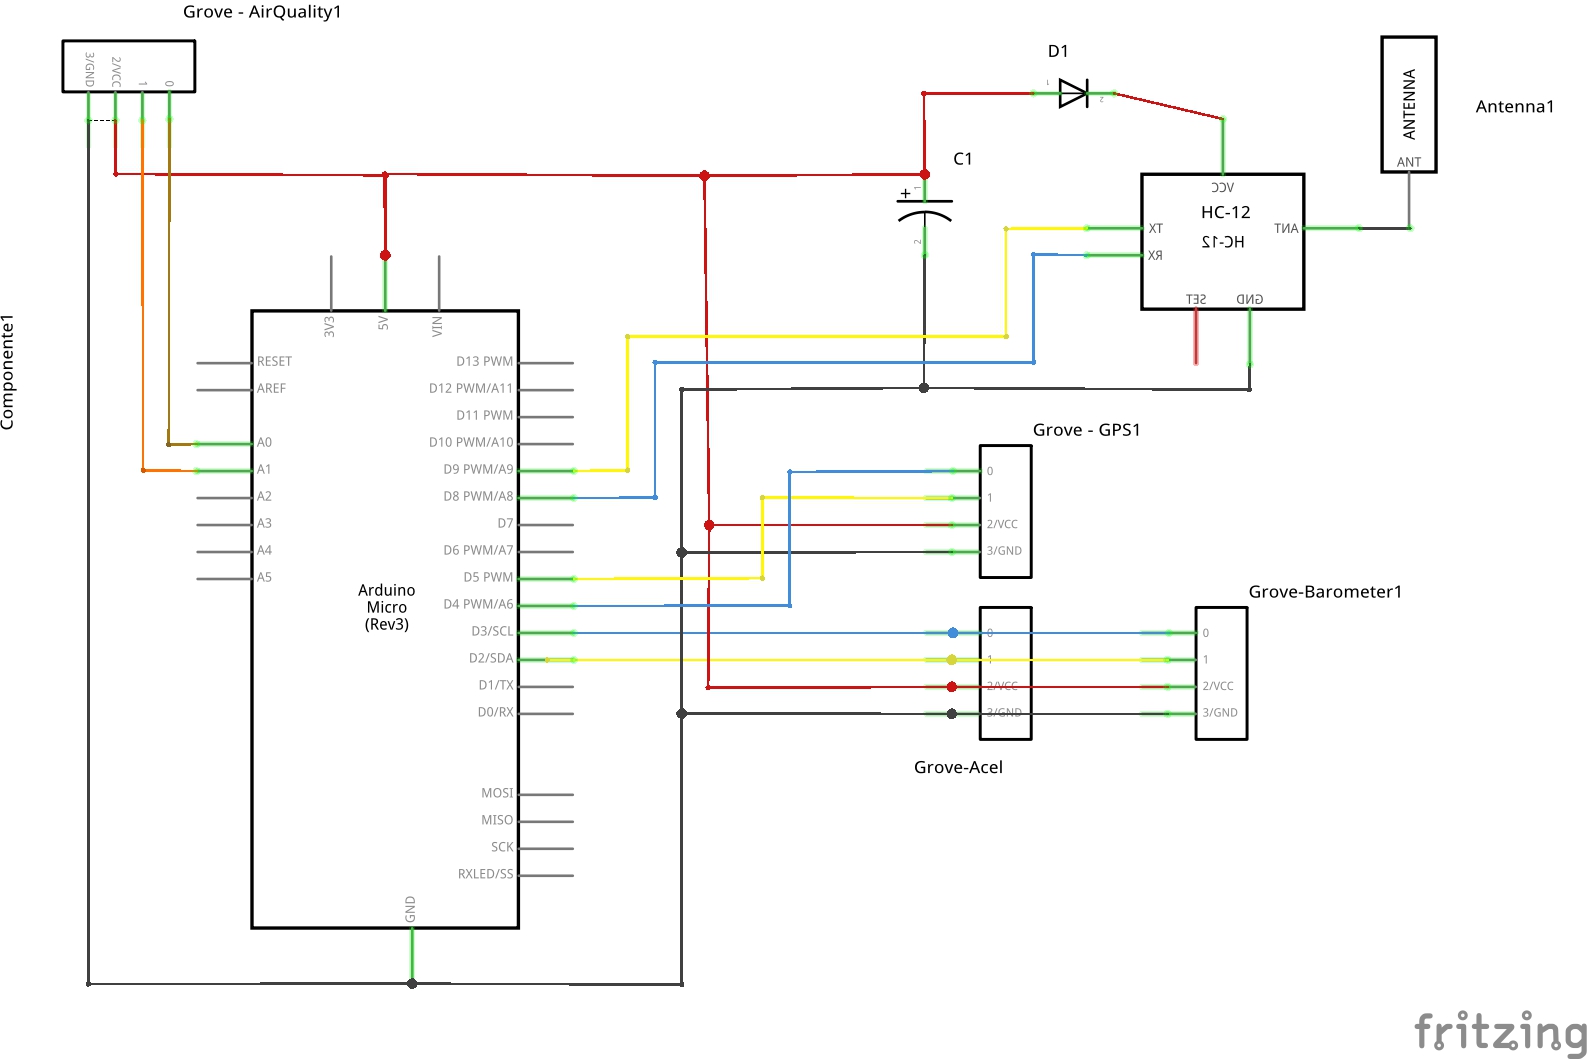 Grove - AirQuality1
3/GND
2/VCC
1
0
D1
1
2
ANTENNA
ANT
Antenna1
C1
+
1
2
VCC
HC-12
HC-12
TX
RX
ANT
SET
GND
Componente1
3V3
5V
VIN
RESET
AREF
A0
A1
A2
A3
A4
A5
D13 PWM
D12 PWM/A11
D11 PWM
D10 PWM/A10
D9 PWM/A9
D8 PWM/A8
D7
D6 PWM/A7
D5 PWM
D4 PWM/A6
D3/SCL
D2/SDA
D1/TX
D0/RX
MOSI
MISO
SCK
RXLED/SS
GND
Arduino
Micro
(Rev3)
Grove - GPS1
0
1
2/VCC
3/GND
Grove-Barometer1
0
1
2/VCC
3/GND
0
1
2/VCC
3/GND
Grove-Acel
fritzing